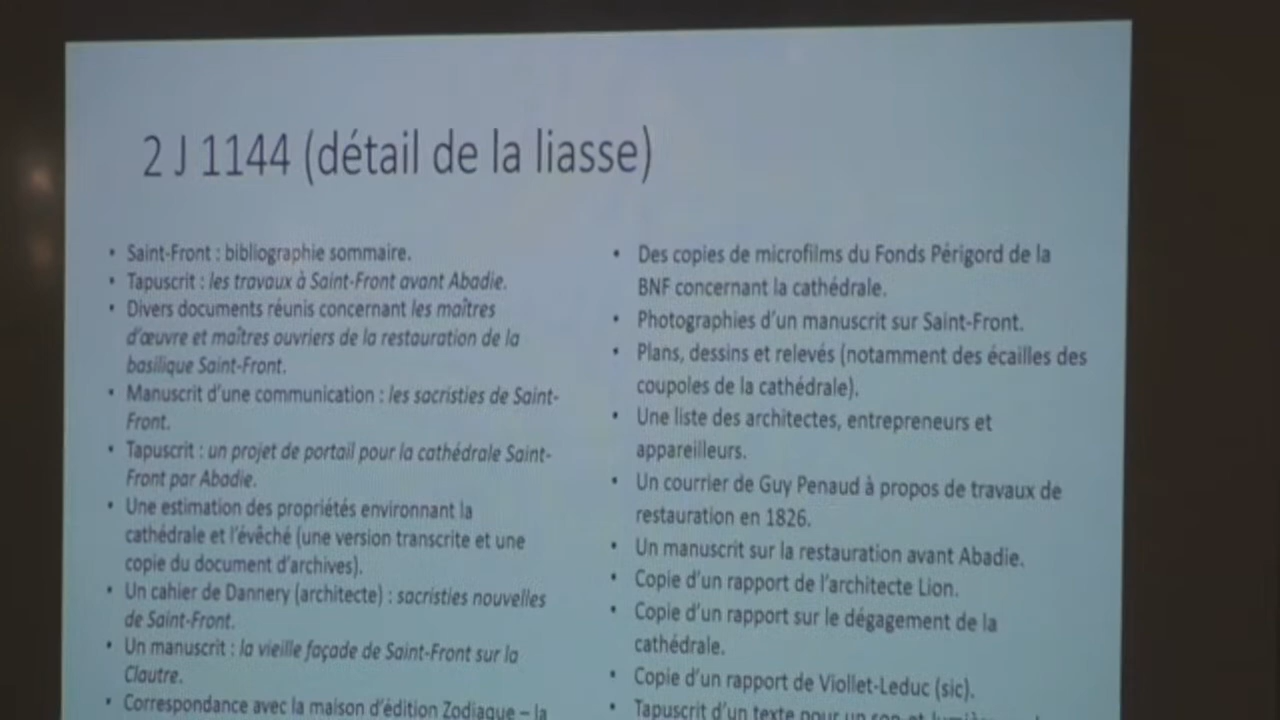 2 J 1144 (détail de la liasse)
• Saint-Front : bibliographie sommaire.
• Tapuscrit : les travaux à Saint-Front avant Abadie.
• Divers documents réunis concernant les maîtres
d'œuvre et maîtres ouvriers de la restauration de la
basilique Saint-Front.
• Manuscrit d'une communication : les sacristies de Saint-
Front.
• Tapuscrit : un projet de portail pour la cathédrale Saint-
Front par Abadie.
• Une estimation des propriétés environnant la
cathédrale et l'évêché (une version transcrite et une
copie du document d'archives).
• Un cahier de Dannery (architecte) : sacristies nouvelles
de Saint-Front.
• Un manuscrit : la vieille façade de Saint-Front sur la
Clautre.
• Correspondance avec la maison d'édition Zodiaque – la
• Des copies de microfilms du Fonds Périgord de la
BNF concernant la cathédrale.
• Photographies d'un manuscrit sur Saint-Front.
• Plans, dessins et relevés (notamment des écailles des
coupoles de la cathédrale).
• Une liste des architectes, entrepreneurs et
appareilleurs.
• Un courrier de Guy Penaud à propos de travaux de
restauration en 1826.
• Un manuscrit sur la restauration avant Abadie.
• Copie d'un rapport de l'architecte Lion.
• Copie d'un rapport sur le dégagement de la
cathédrale.
• Copie d'un rapport de Viollet-Leduc (sic).
• Tapuscrit d'un texte pour un son et lumière